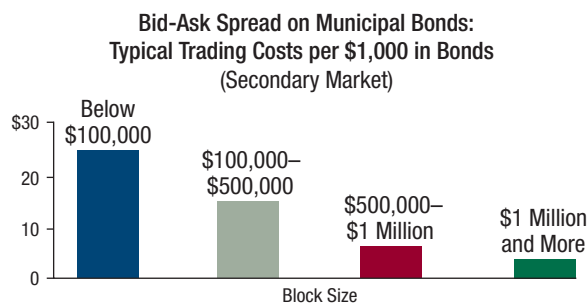 Bid-Ask Spread on Municipal Bonds:
Typical Trading Costs per $1,000 in Bonds
(Secondary Market)
$30
20
10
0
Below
$100,000
$100,000–
$500,000
$500,000–
$1 Million
$1 Million
and More
Block Size